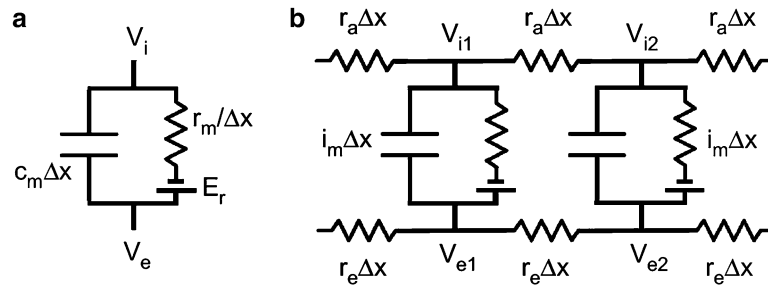 a
V_i
r_m/Δx
c_mΔx
E_r
V_e
b
r_aΔx V_i1 r_aΔx V_i2 r_aΔx
i_mΔx i_mΔx
r_eΔx V_e1 r_eΔx V_e2 r_eΔx